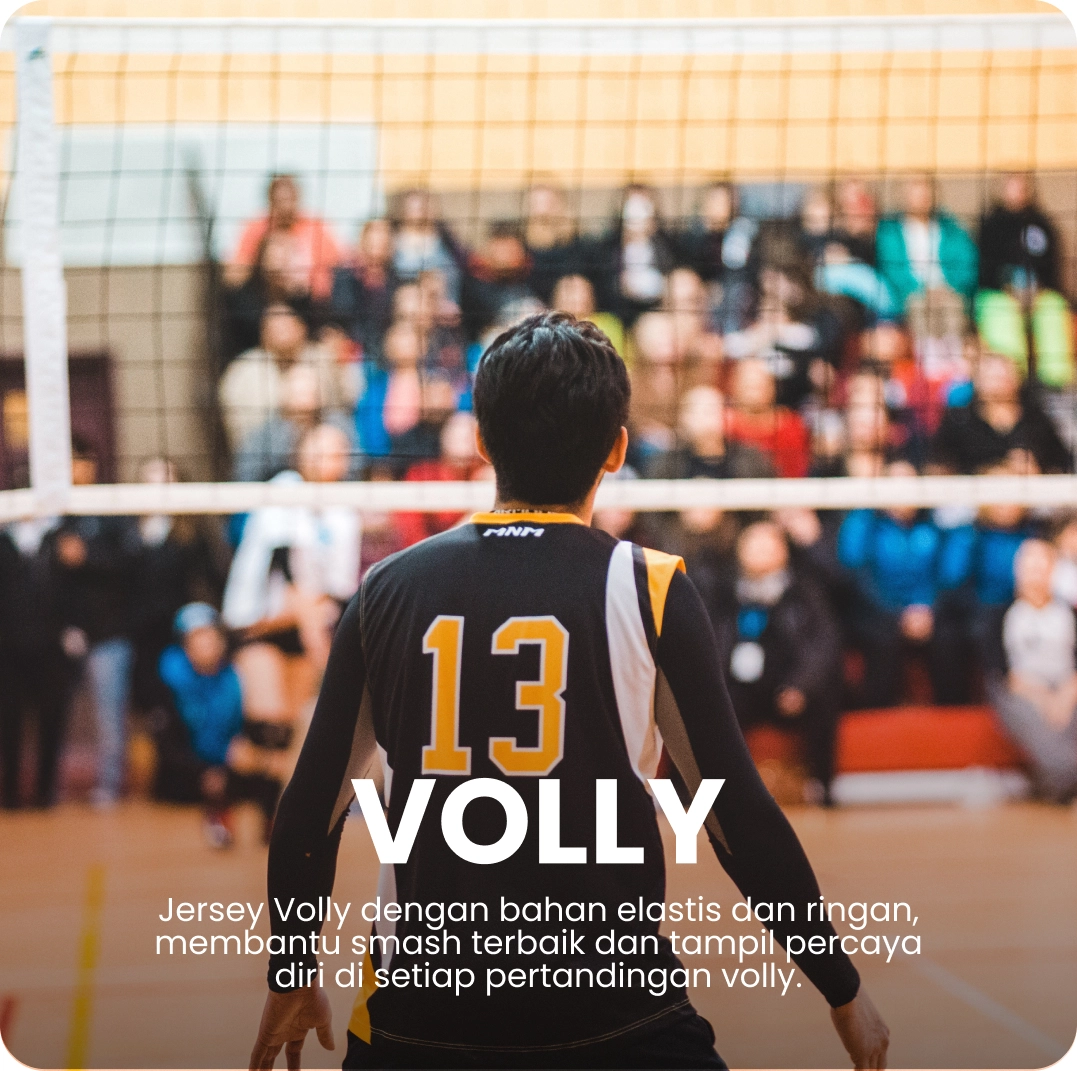 MNM
13
VOLLY
Jersey Volly dengan bahan elastis dan ringan,
membantu smash terbaik dan tampil percaya
diri di setiap pertandingan volly.